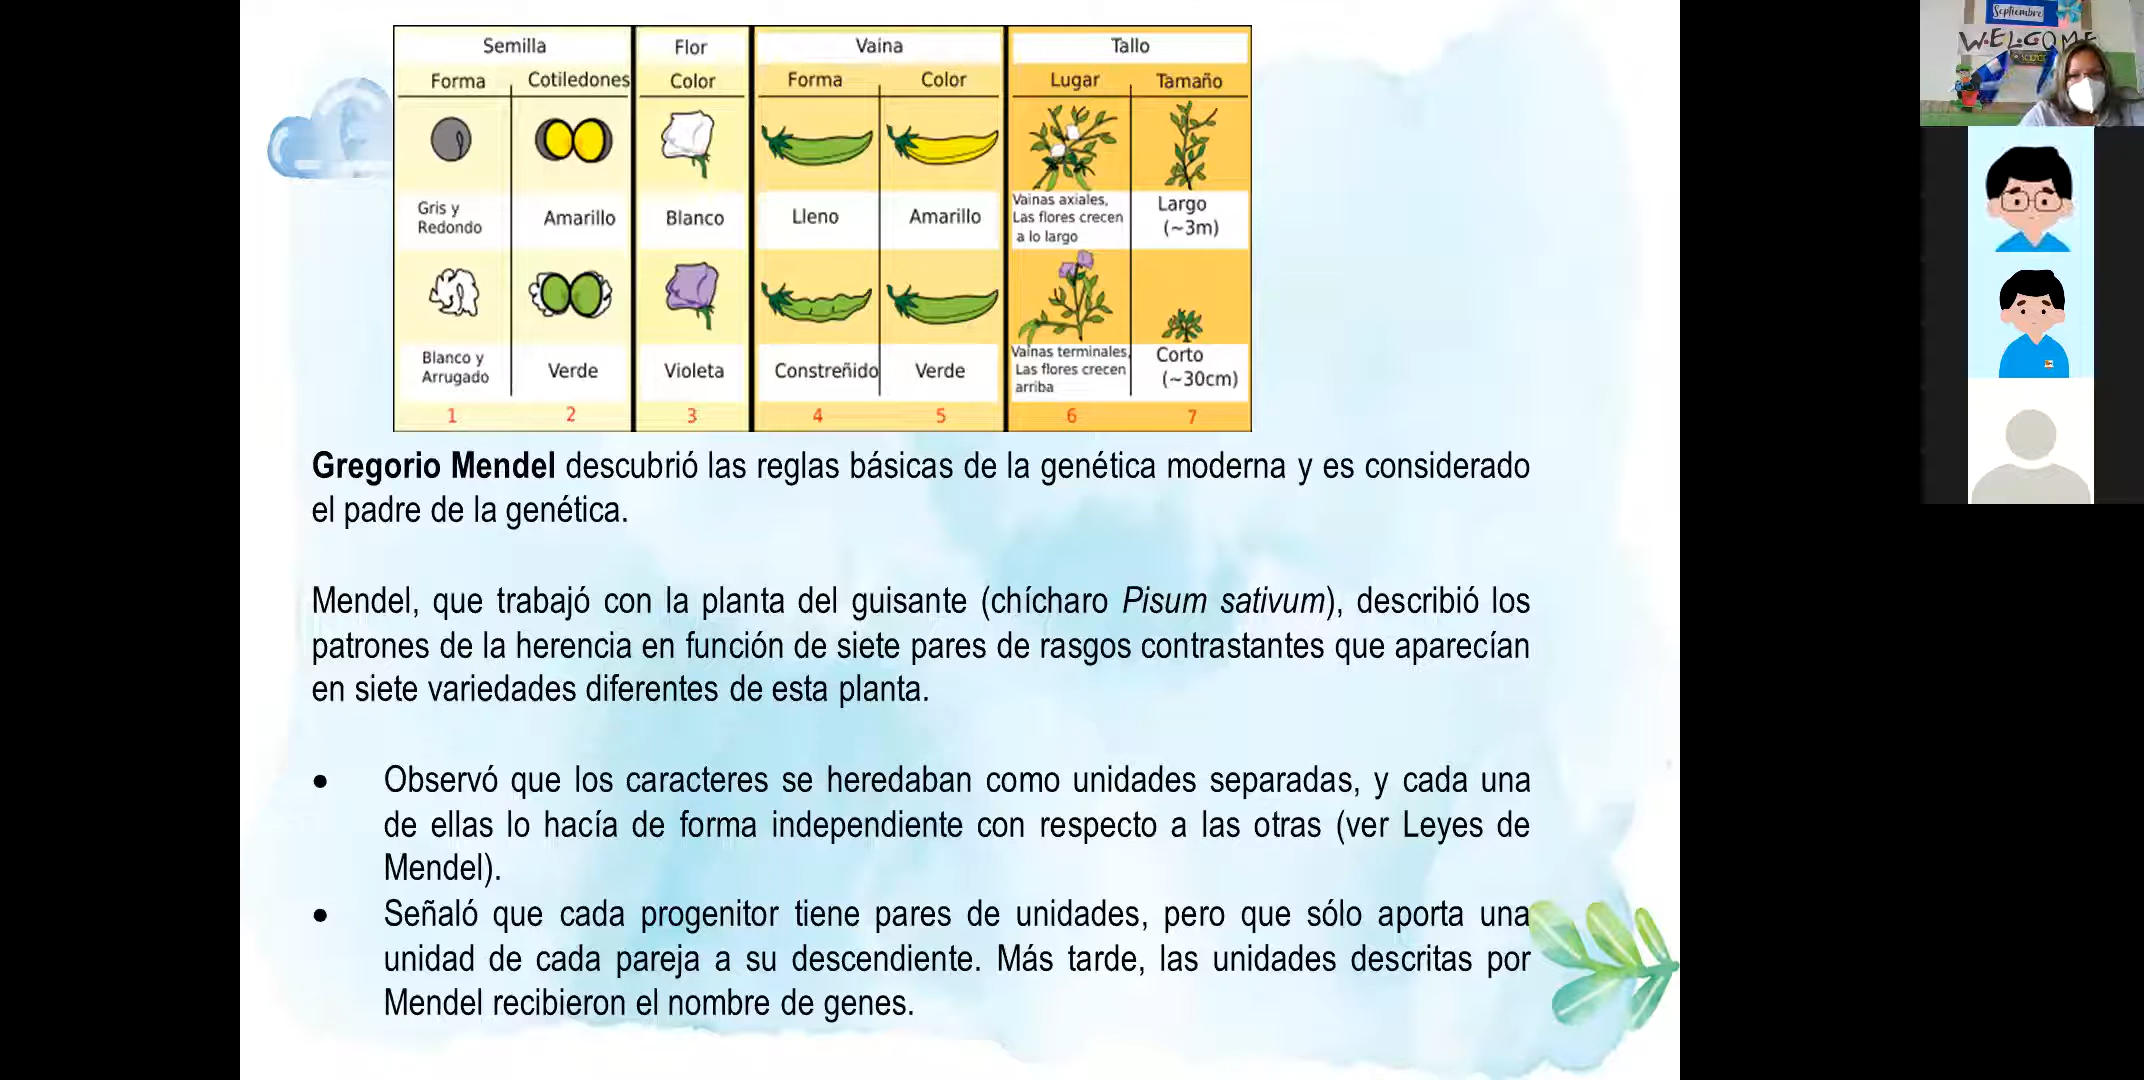 Semilla
Flor
Vaina
Tallo
Forma
Cotiledones
Color
Forma
Color
Lugar
Tamaño
Gris y
Redondo
Amarillo
Blanco
Lleno
Amarillo
Vainas axiales,
Las flores crecen
a lo largo
Largo
(~3m)
Blanco y
Arrugado
Verde
Violeta
Constreñido
Verde
Vainas terminales,
Las flores crecen
arriba
Corto
(~30cm)
1
2
3
4
5
6
7
Gregorio Mendel descubrió las reglas básicas de la genética moderna y es considerado
el padre de la genética.
Mendel, que trabajó con la planta del guisante (chícharo Pisum sativum), describió los
patrones de la herencia en función de siete pares de rasgos contrastantes que aparecían
en siete variedades diferentes de esta planta.
• Observó que los caracteres se heredaban como unidades separadas, y cada una
de ellas lo hacía de forma independiente con respecto a las otras (ver Leyes de
Mendel).
• Señaló que cada progenitor tiene pares de unidades, pero que sólo aporta una
unidad de cada pareja a su descendiente. Más tarde, las unidades descritas por
Mendel recibieron el nombre de genes.
Septiembre
WELCOME